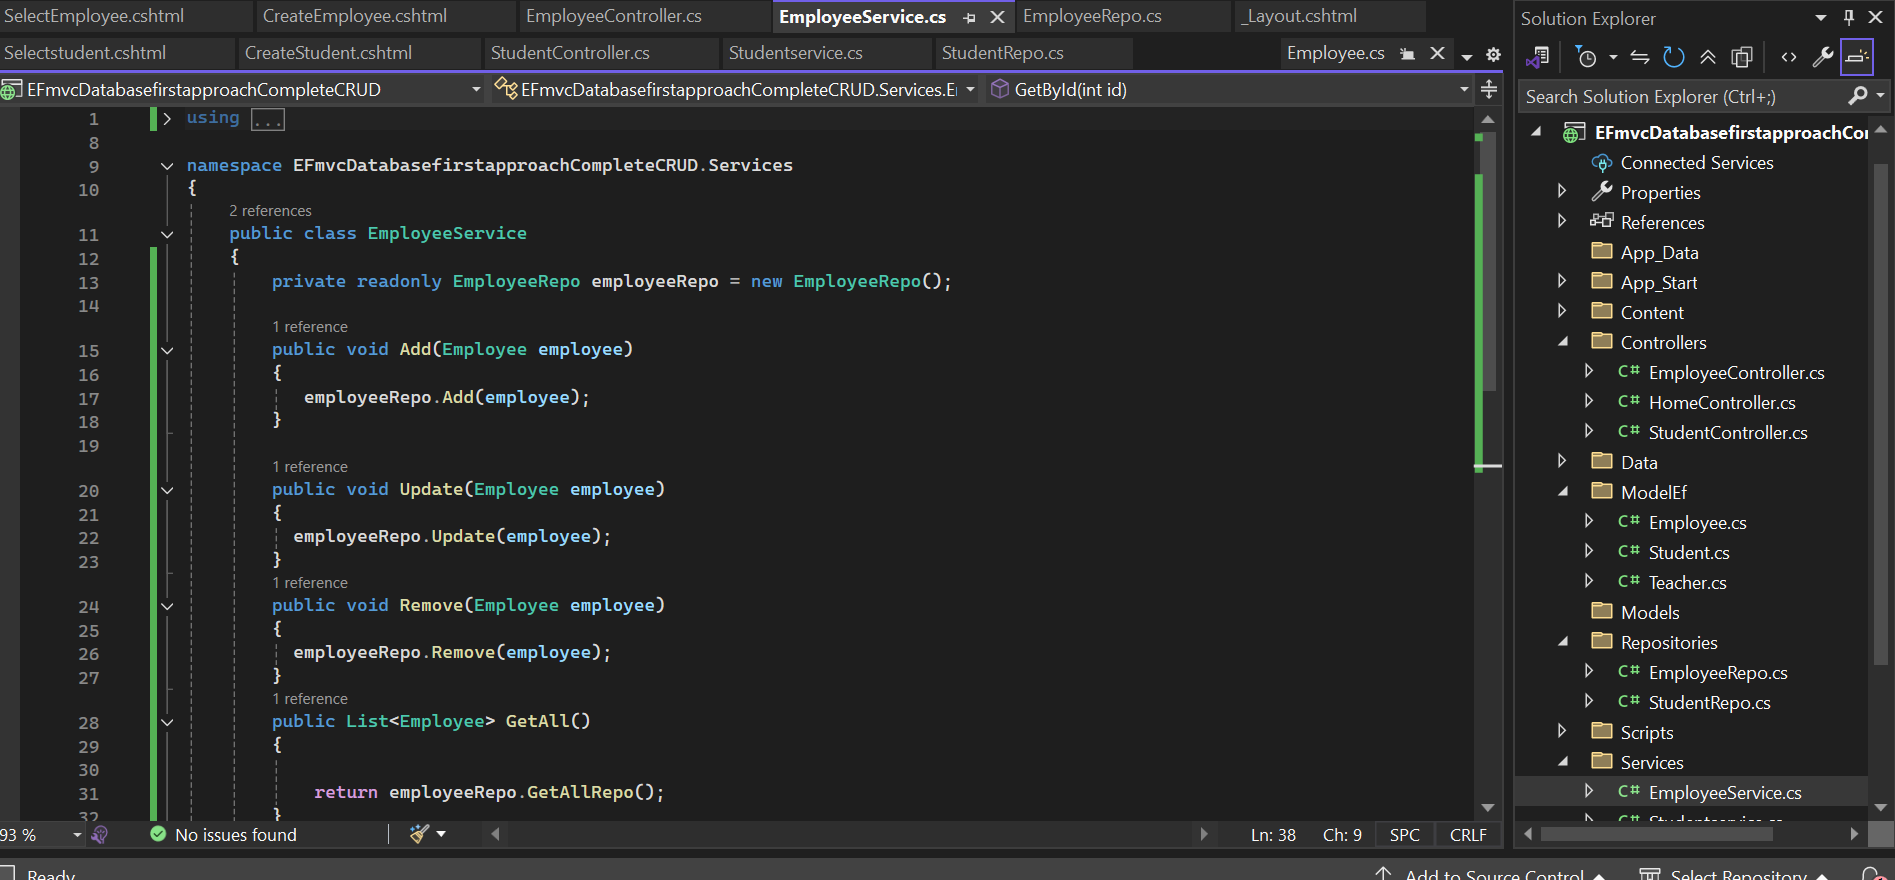 SelectEmployee.cshtml CreateEmployee.cshtml EmployeeController.cs EmployeeService.cs EmployeeRepo.cs _Layout.cshtml
Selectstudent.cshtml CreateStudent.cshtml StudentController.cs Studentservice.cs StudentRepo.cs Employee.cs
EFmvcDatabasefirstapproachCompleteCRUD EFmvcDatabasefirstapproachCompleteCRUD.Services.E GetById(int id)
1 using ...
8
9 namespace EFmvcDatabasefirstapproachCompleteCRUD.Services
10 {
2 references
11 public class EmployeeService
12 {
13 private readonly EmployeeRepo employeeRepo = new EmployeeRepo();
14
1 reference
15 public void Add(Employee employee)
16 {
17 employeeRepo.Add(employee);
18 }
19
1 reference
20 public void Update(Employee employee)
21 {
22 employeeRepo.Update(employee);
23 }
1 reference
24 public void Remove(Employee employee)
25 {
26 employeeRepo.Remove(employee);
27 }
1 reference
28 public List<Employee> GetAll()
29 {
30
31 return employeeRepo.GetAllRepo();
32 }
93 % No issues found Ln: 38 Ch: 9 SPC CRLF
Ready Add to Source Control Select Repository
Solution Explorer
Search Solution Explorer (Ctrl+;)
EFmvcDatabasefirstapproachCo
Connected Services
Properties
References
App_Data
App_Start
Content
Controllers
C# EmployeeController.cs
C# HomeController.cs
C# StudentController.cs
Data
ModelEf
C# Employee.cs
C# Student.cs
C# Teacher.cs
Models
Repositories
C# EmployeeRepo.cs
C# StudentRepo.cs
Scripts
Services
C# EmployeeService.cs
C# Studentservice.cs